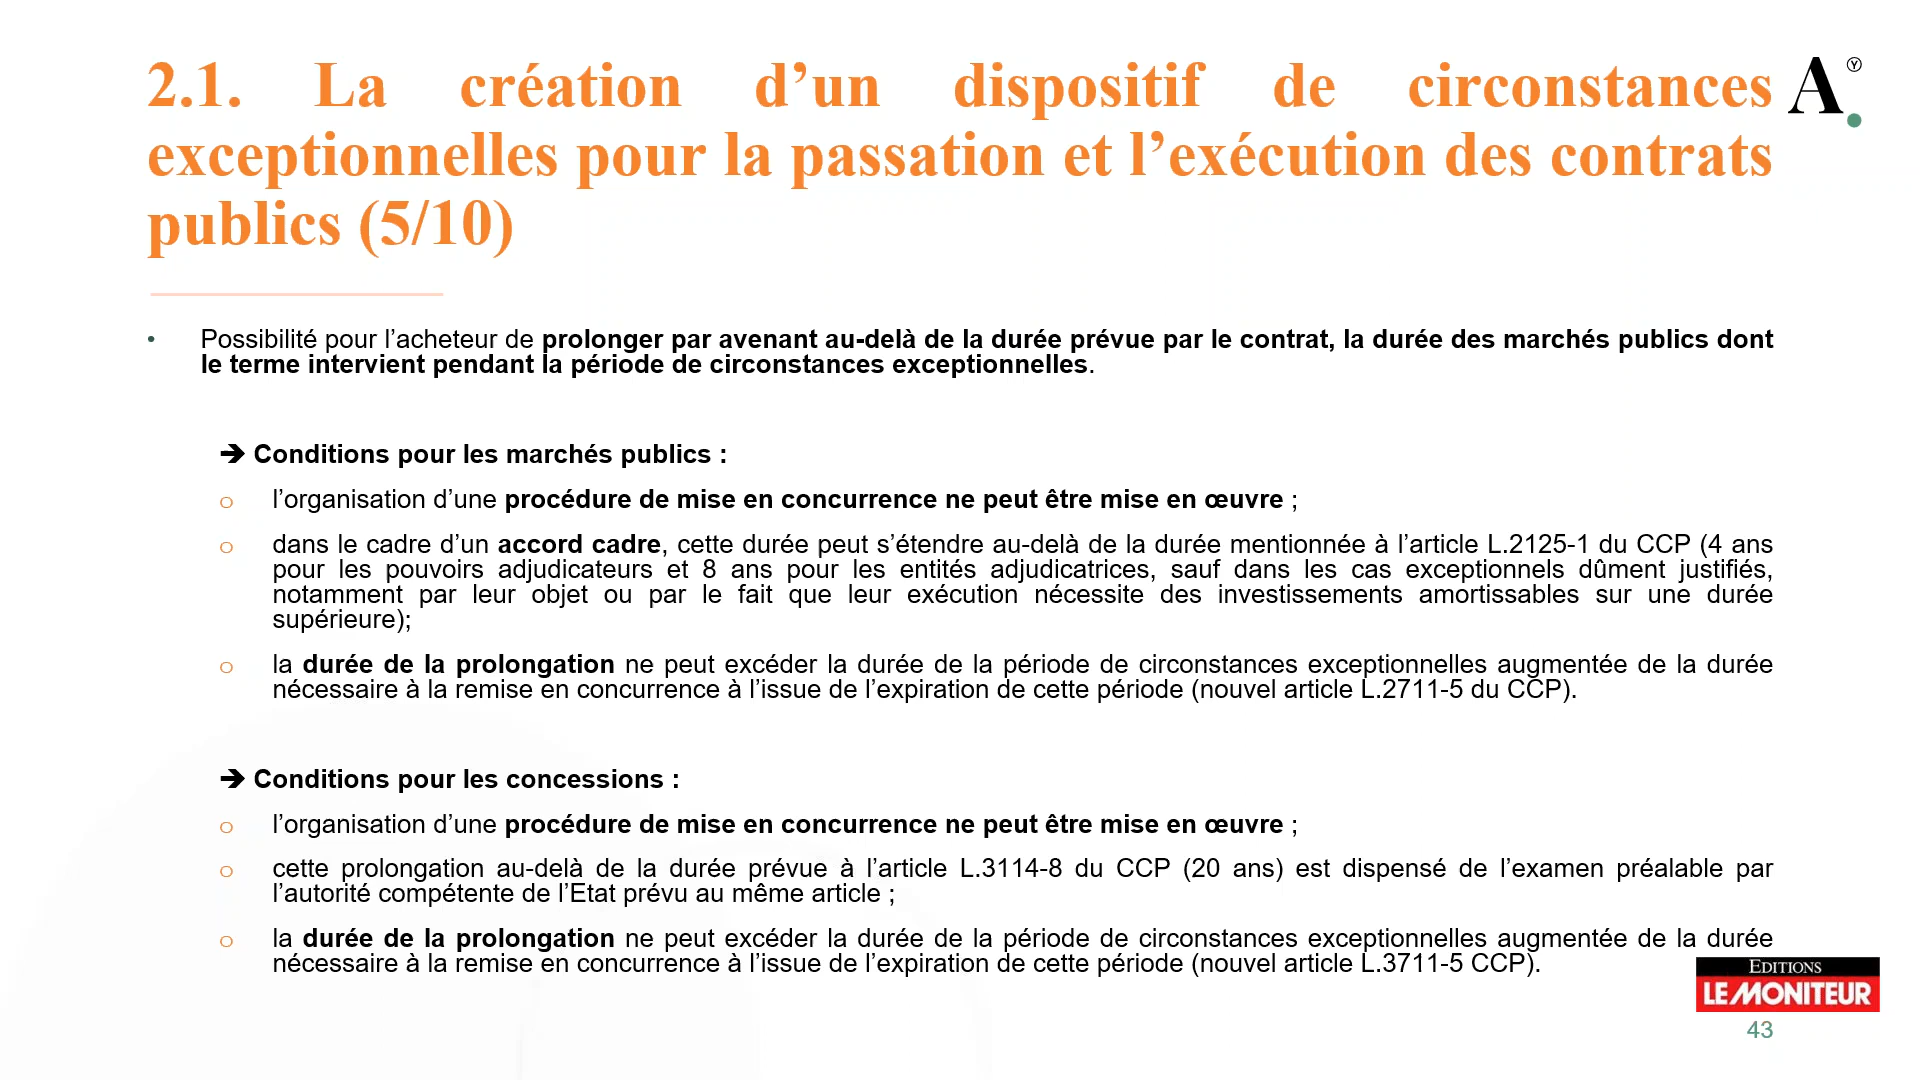 2.1. La création d’un dispositif de circonstances
exceptionnelles pour la passation et l’exécution des contrats
publics (5/10)
A Y
• Possibilité pour l’acheteur de prolonger par avenant au-delà de la durée prévue par le contrat, la durée des marchés publics dont
le terme intervient pendant la période de circonstances exceptionnelles.
➔ Conditions pour les marchés publics :
o l’organisation d’une procédure de mise en concurrence ne peut être mise en œuvre ;
o dans le cadre d’un accord cadre, cette durée peut s’étendre au-delà de la durée mentionnée à l’article L.2125-1 du CCP (4 ans
pour les pouvoirs adjudicateurs et 8 ans pour les entités adjudicatrices, sauf dans les cas exceptionnels dûment justifiés,
notamment par leur objet ou par le fait que leur exécution nécessite des investissements amortissables sur une durée
supérieure);
o la durée de la prolongation ne peut excéder la durée de la période de circonstances exceptionnelles augmentée de la durée
nécessaire à la remise en concurrence à l’issue de l’expiration de cette période (nouvel article L.2711-5 du CCP).
➔ Conditions pour les concessions :
o l’organisation d’une procédure de mise en concurrence ne peut être mise en œuvre ;
o cette prolongation au-delà de la durée prévue à l’article L.3114-8 du CCP (20 ans) est dispensé de l’examen préalable par
l’autorité compétente de l’Etat prévu au même article ;
o la durée de la prolongation ne peut excéder la durée de la période de circonstances exceptionnelles augmentée de la durée
nécessaire à la remise en concurrence à l’issue de l’expiration de cette période (nouvel article L.3711-5 CCP).
EDITIONS
LE MONITEUR
43